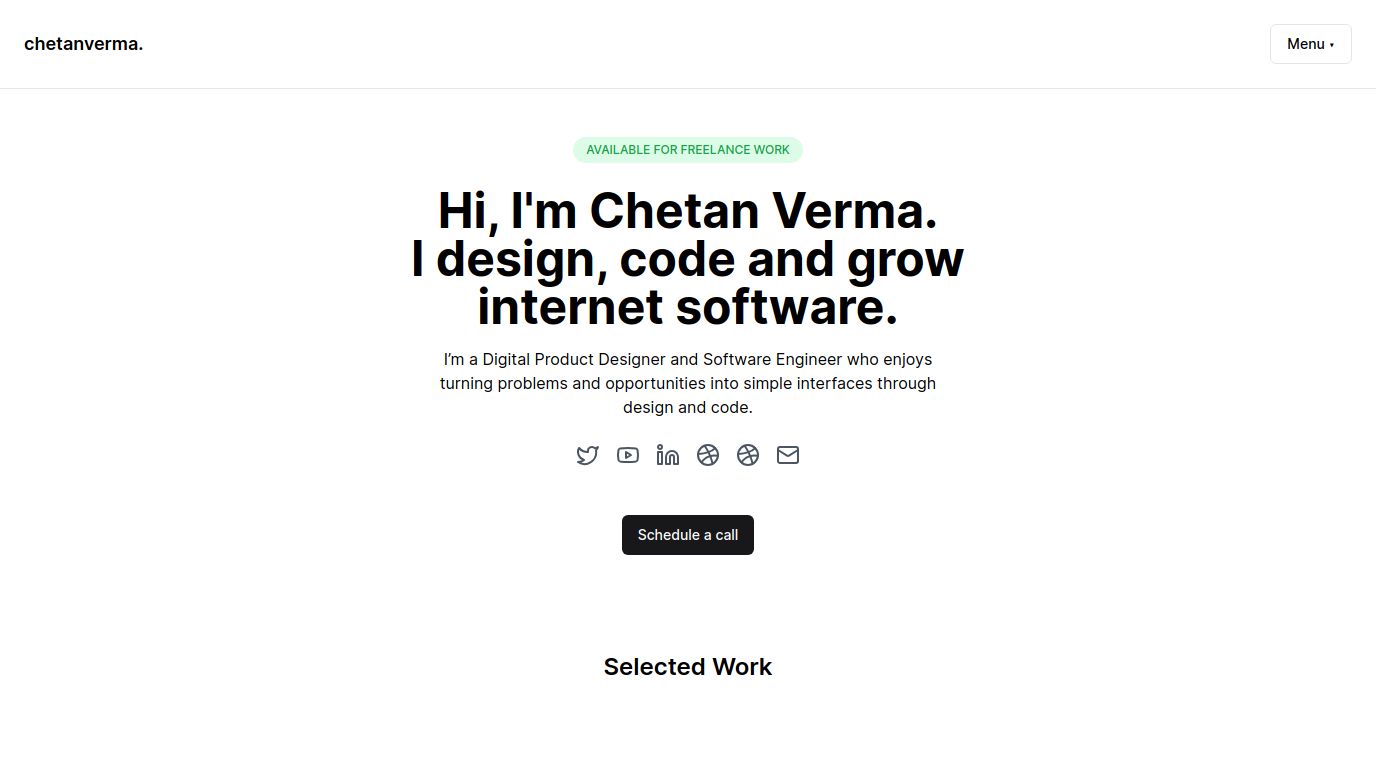 chetanverma.
Menu ▾
AVAILABLE FOR FREELANCE WORK
Hi, I'm Chetan Verma.
I design, code and grow
internet software.
I’m a Digital Product Designer and Software Engineer who enjoys
turning problems and opportunities into simple interfaces through
design and code.
Schedule a call
Selected Work